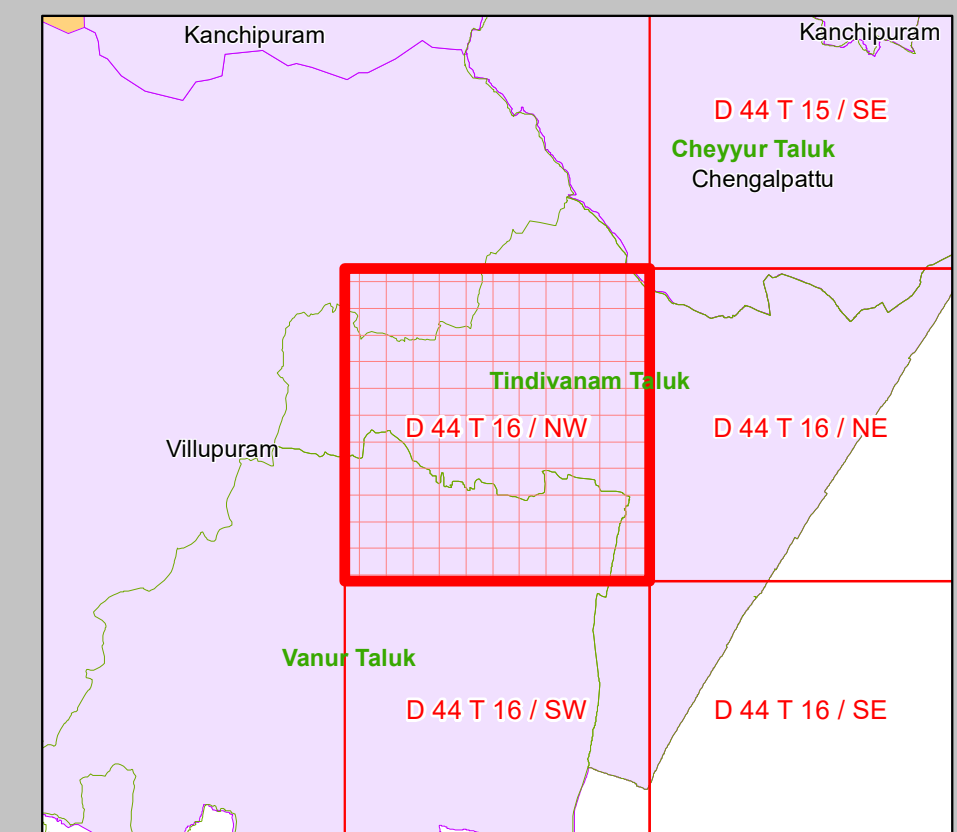 Kanchipuram
Kanchipuram
D 44 T 15 / SE
Cheyyur Taluk
Chengalpattu
Tindivanam Taluk
D 44 T 16 / NW
D 44 T 16 / NE
Villupuram
Vanur Taluk
D 44 T 16 / SW
D 44 T 16 / SE